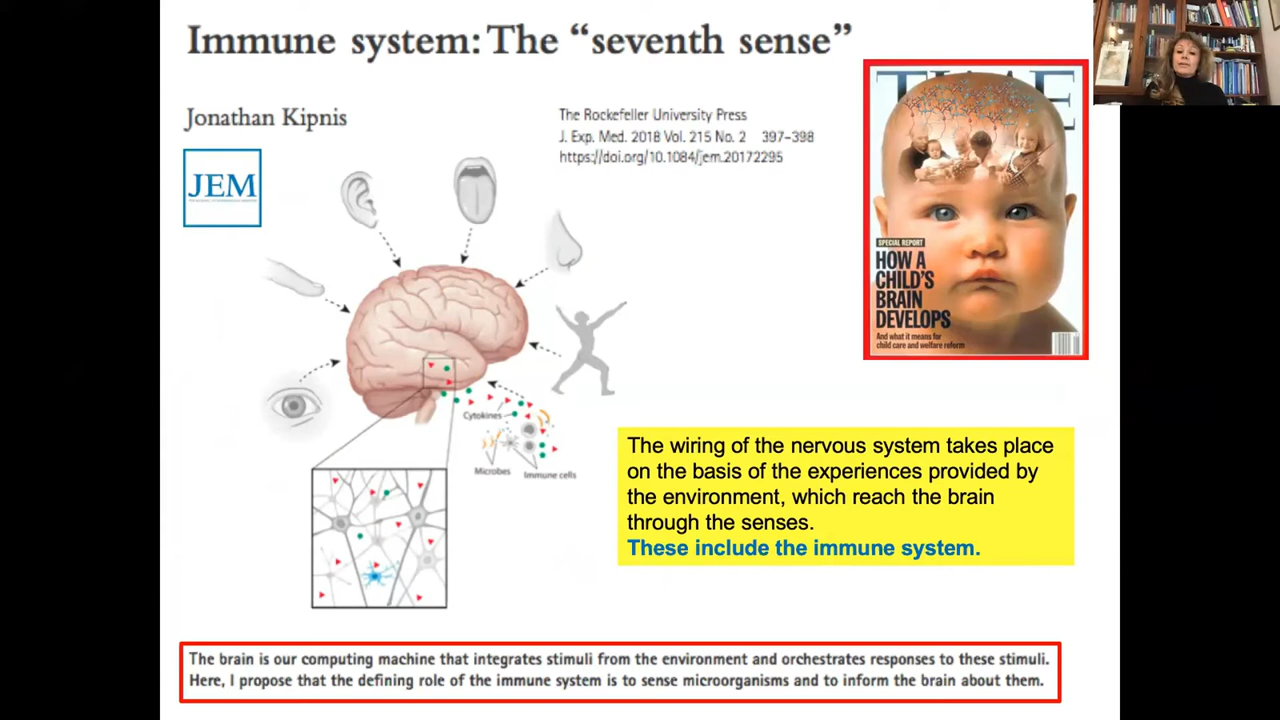 Immune system: The “seventh sense”
Jonathan Kipnis
The Rockefeller University Press
J. Exp. Med. 2018 Vol. 215 No. 2 397–398
https://doi.org/10.1084/jem.20172295
JEM
TIME
SPECIAL REPORT
HOW A
CHILD'S
BRAIN
DEVELOPS
And what it means for
child care and welfare reform
Cytokines
Microbes
Immune cells
The wiring of the nervous system takes place
on the basis of the experiences provided by
the environment, which reach the brain
through the senses.
These include the immune system.
The brain is our computing machine that integrates stimuli from the environment and orchestrates responses to these stimuli.
Here, I propose that the defining role of the immune system is to sense microorganisms and to inform the brain about them.